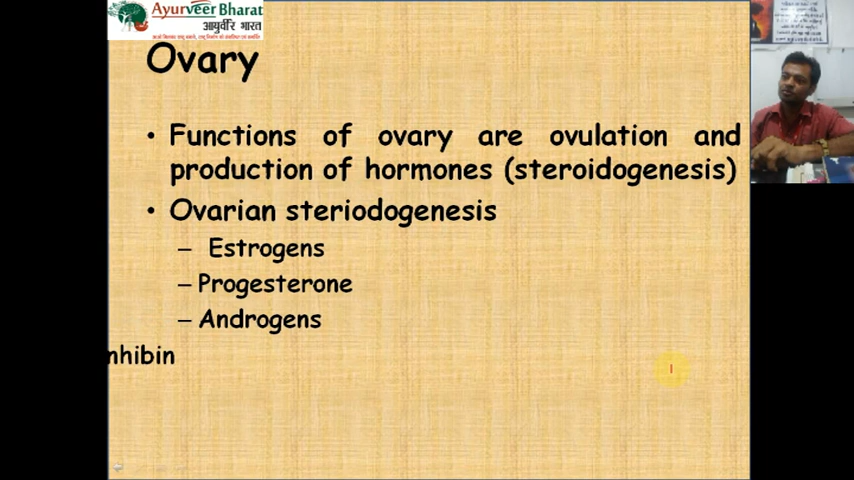 Ayurveer Bharat
आयुर्वीर भारत
Ovary
• Functions of ovary are ovulation and
production of hormones (steroidogenesis)
• Ovarian steriodogenesis
– Estrogens
– Progesterone
– Androgens
nhibin